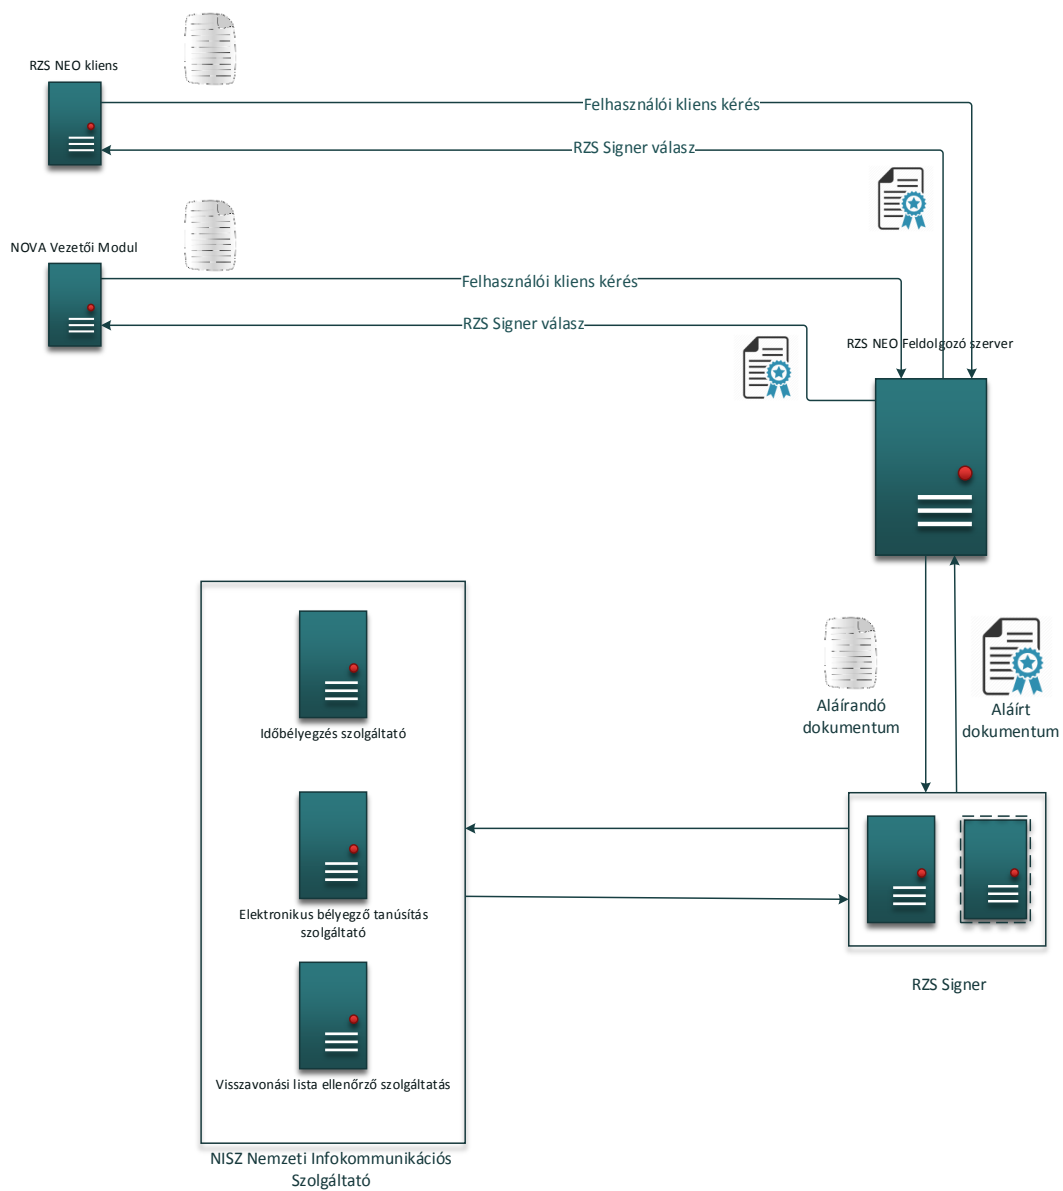 RZS NEO kliens
Felhasználói kliens kérés
RZS Signer válasz
NOVA Vezetői Modul
Felhasználói kliens kérés
RZS Signer válasz
RZS NEO Feldolgozó szerver
Aláírandó
dokumentum
Aláírt
dokumentum
Időbélyegzés szolgáltató
Elektronikus bélyegző tanúsítás
szolgáltató
RZS Signer
Visszavonási lista ellenőrző szolgáltatás
NISZ Nemzeti Infokommunikációs
Szolgáltató